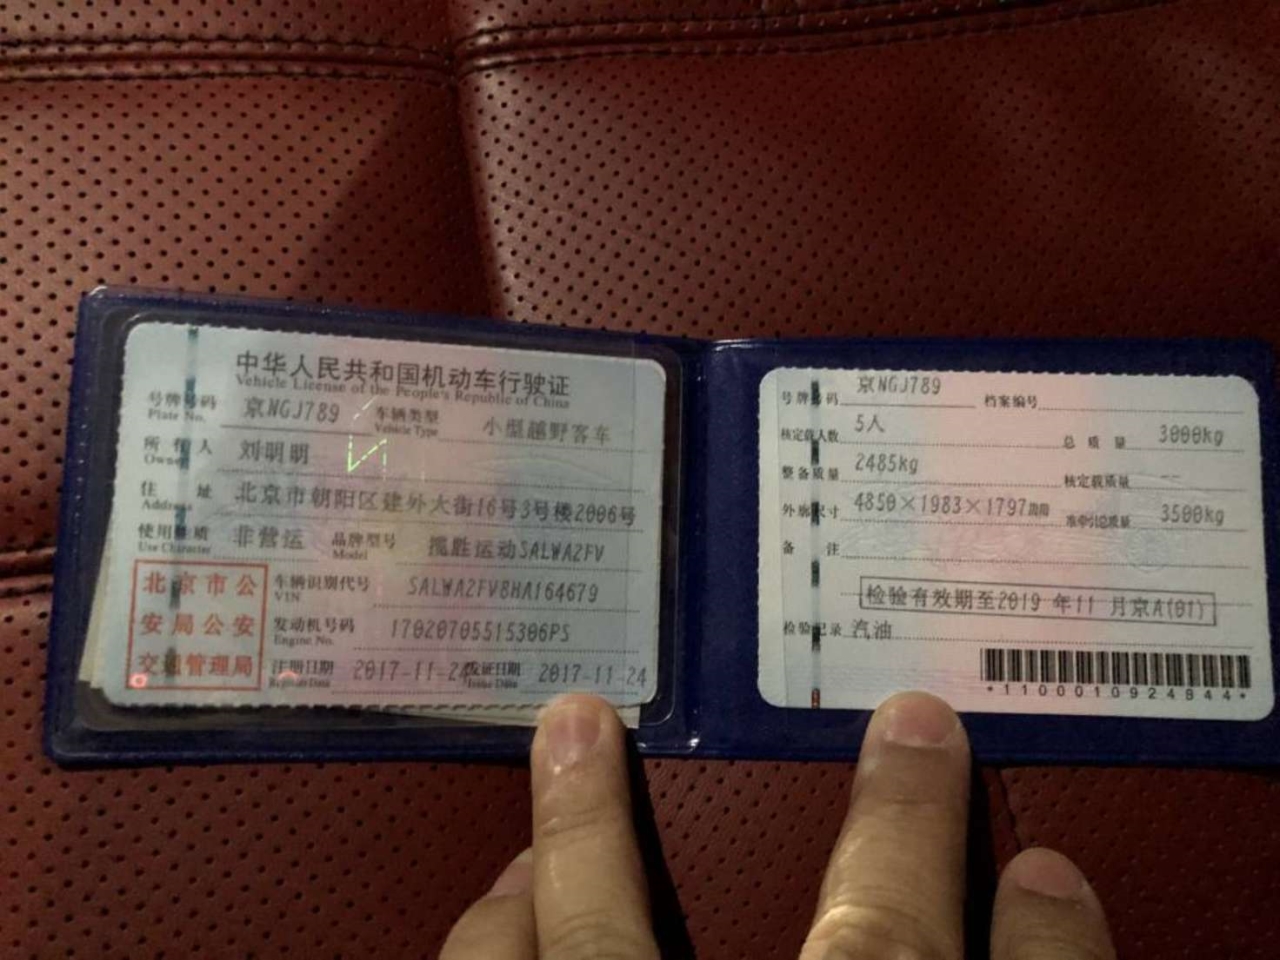 中华人民共和国机动车行驶证
Vehicle License of the People's Republic of China
号牌号码 京NGJ789 车辆类型 小型越野客车
Plate No. Vehicle Type
所有人 刘明明
Owner
住址 北京市朝阳区建外大街16号3号楼2006号
Address
使用性质 非营运 品牌型号 揽胜运动SALWA2FV
Use Character Model
北京市公 车辆识别代号 SALWA2FV8HA164679
VIN
安局公安 发动机号码 17020705515306PS
Engine No.
交通管理局 注册日期 2017-11-24 发证日期 2017-11-24
Register Date Issue Date
号牌号码 京NGJ789 档案编号
核定载人数 5人 总质量 3000kg
整备质量 2485kg 核定载质量 --
外廓尺寸 4850×1983×1797 准牵引总质量 3500kg
备注
检验有效期至2019年11月京A(01)
检验记录 汽油
*1100010924844*